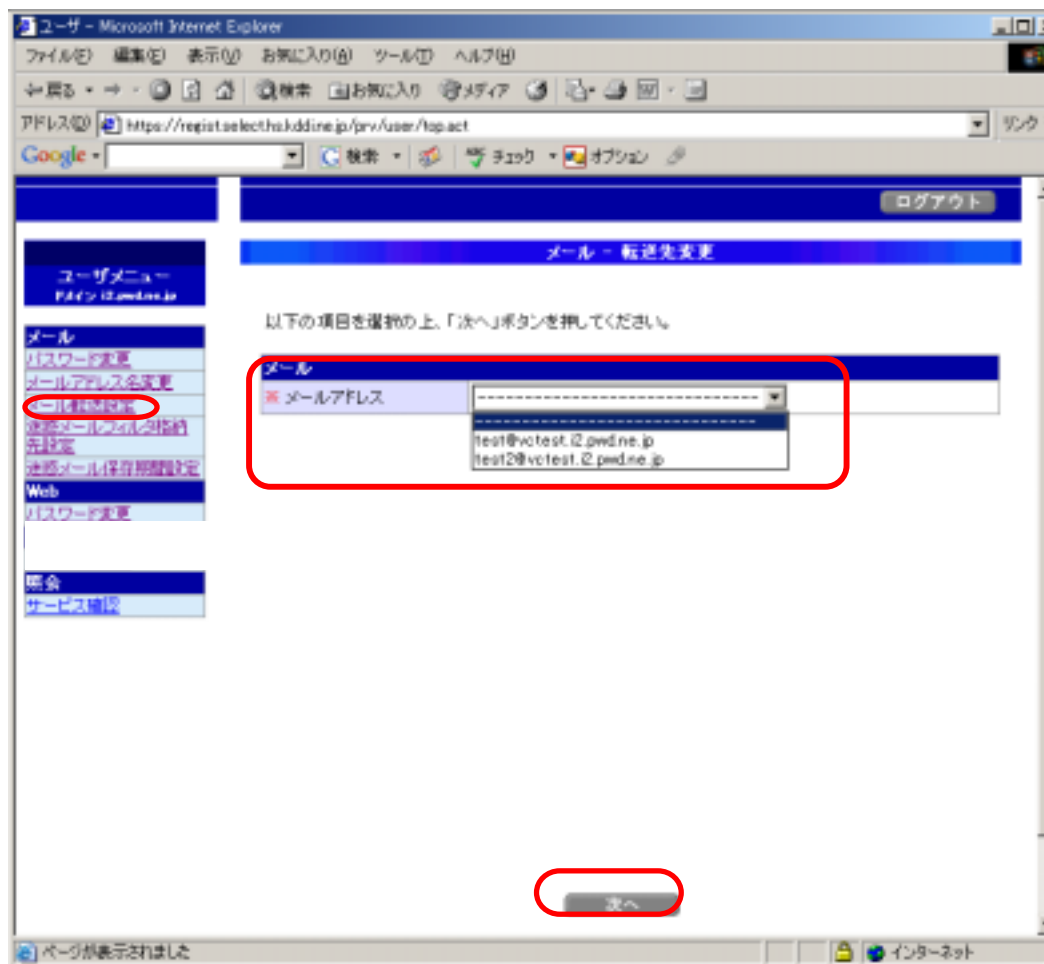 ユーザ - Microsoft Internet Explorer
ファイル(F) 編集(E) 表示(V) お気に入り(A) ツール(T) ヘルプ(H)
戻る 検索 お気に入り メディア
アドレス(D) https://regist.selecths.kddi.ne.jp/prv/user/top.act リンク
Google 検索 チェック オプション
ログアウト
メール - 転送先変更
ユーザメニュー
ドメイン i2.pwd.ne.jp
以下の項目を選択の上、「次へ」ボタンを押してください。
メール
パスワード変更
メールアドレス名変更
メール転送設定
迷惑メールフィルタ格納
先設定
迷惑メール保存期間設定
Web
パスワード変更
照会
サービス確認
メール
※ メールアドレス
------------------------------
------------------------------
test@vctest.i2.pwd.ne.jp
test2@vctest.i2.pwd.ne.jp
次へ
ページが表示されました インターネット